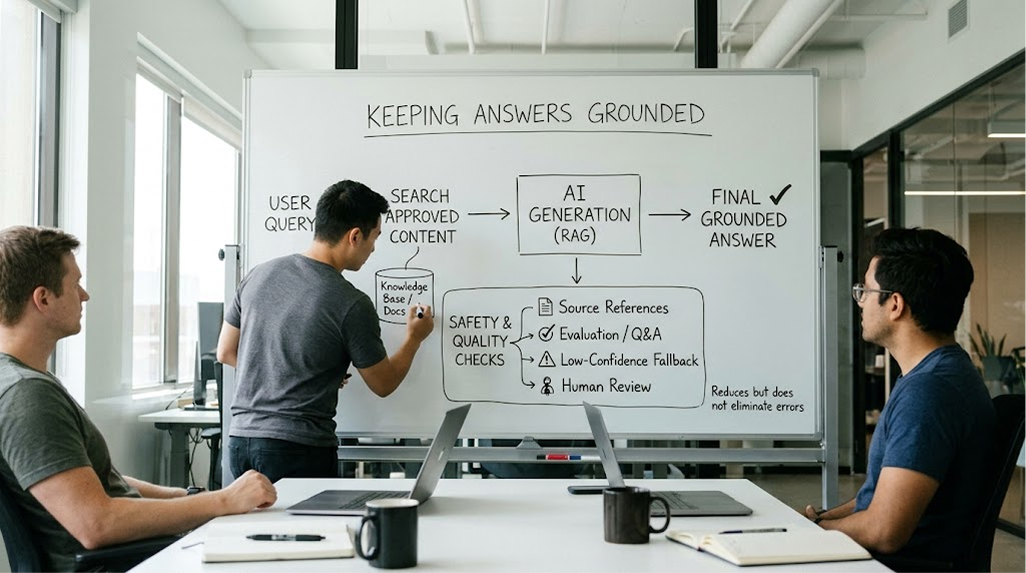 KEEPING ANSWERS GROUNDED
USER
QUERY
SEARCH
APPROVED
CONTENT
Knowledge
Base /
Docs
AI
GENERATION
(RAG)
FINAL ✓
GROUNDED
ANSWER
SAFETY &
QUALITY
CHECKS
Source References
Evaluation / Q&A
Low-Confidence Fallback
Human Review
Reduces but does
not eliminate errors